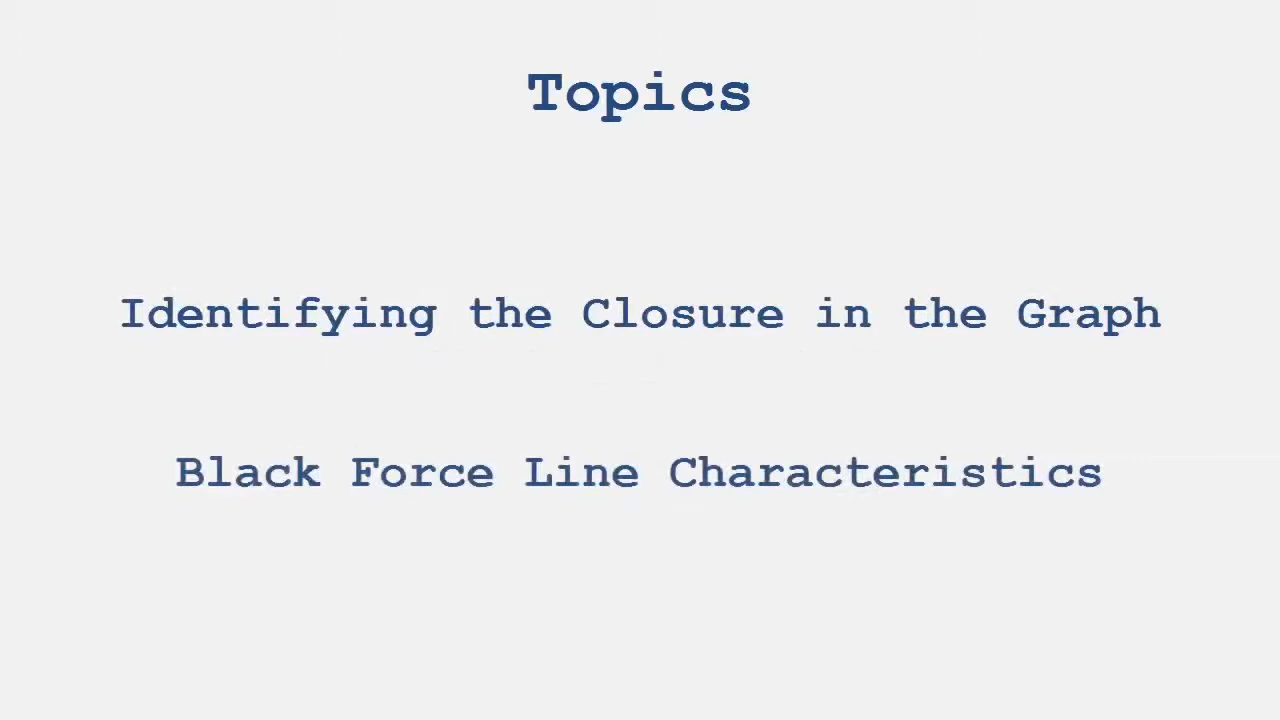 Topics
Identifying the Closure in the Graph
Black Force Line Characteristics